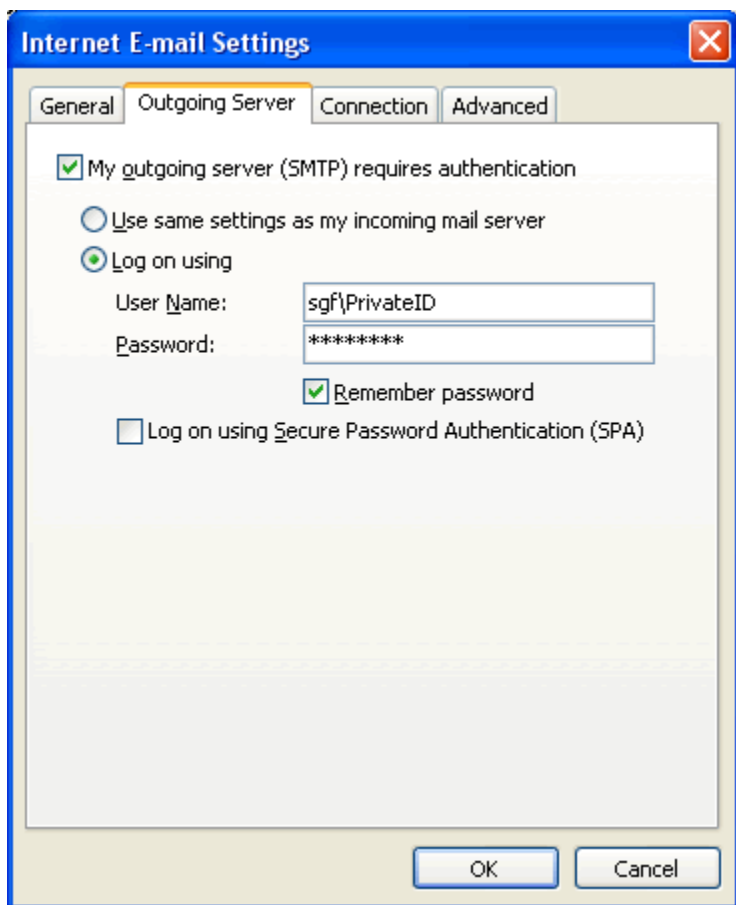 Internet E-mail Settings
General Outgoing Server Connection Advanced
My outgoing server (SMTP) requires authentication
Use same settings as my incoming mail server
Log on using
User Name: sgf\PrivateID
Password: ********
Remember password
Log on using Secure Password Authentication (SPA)
OK Cancel